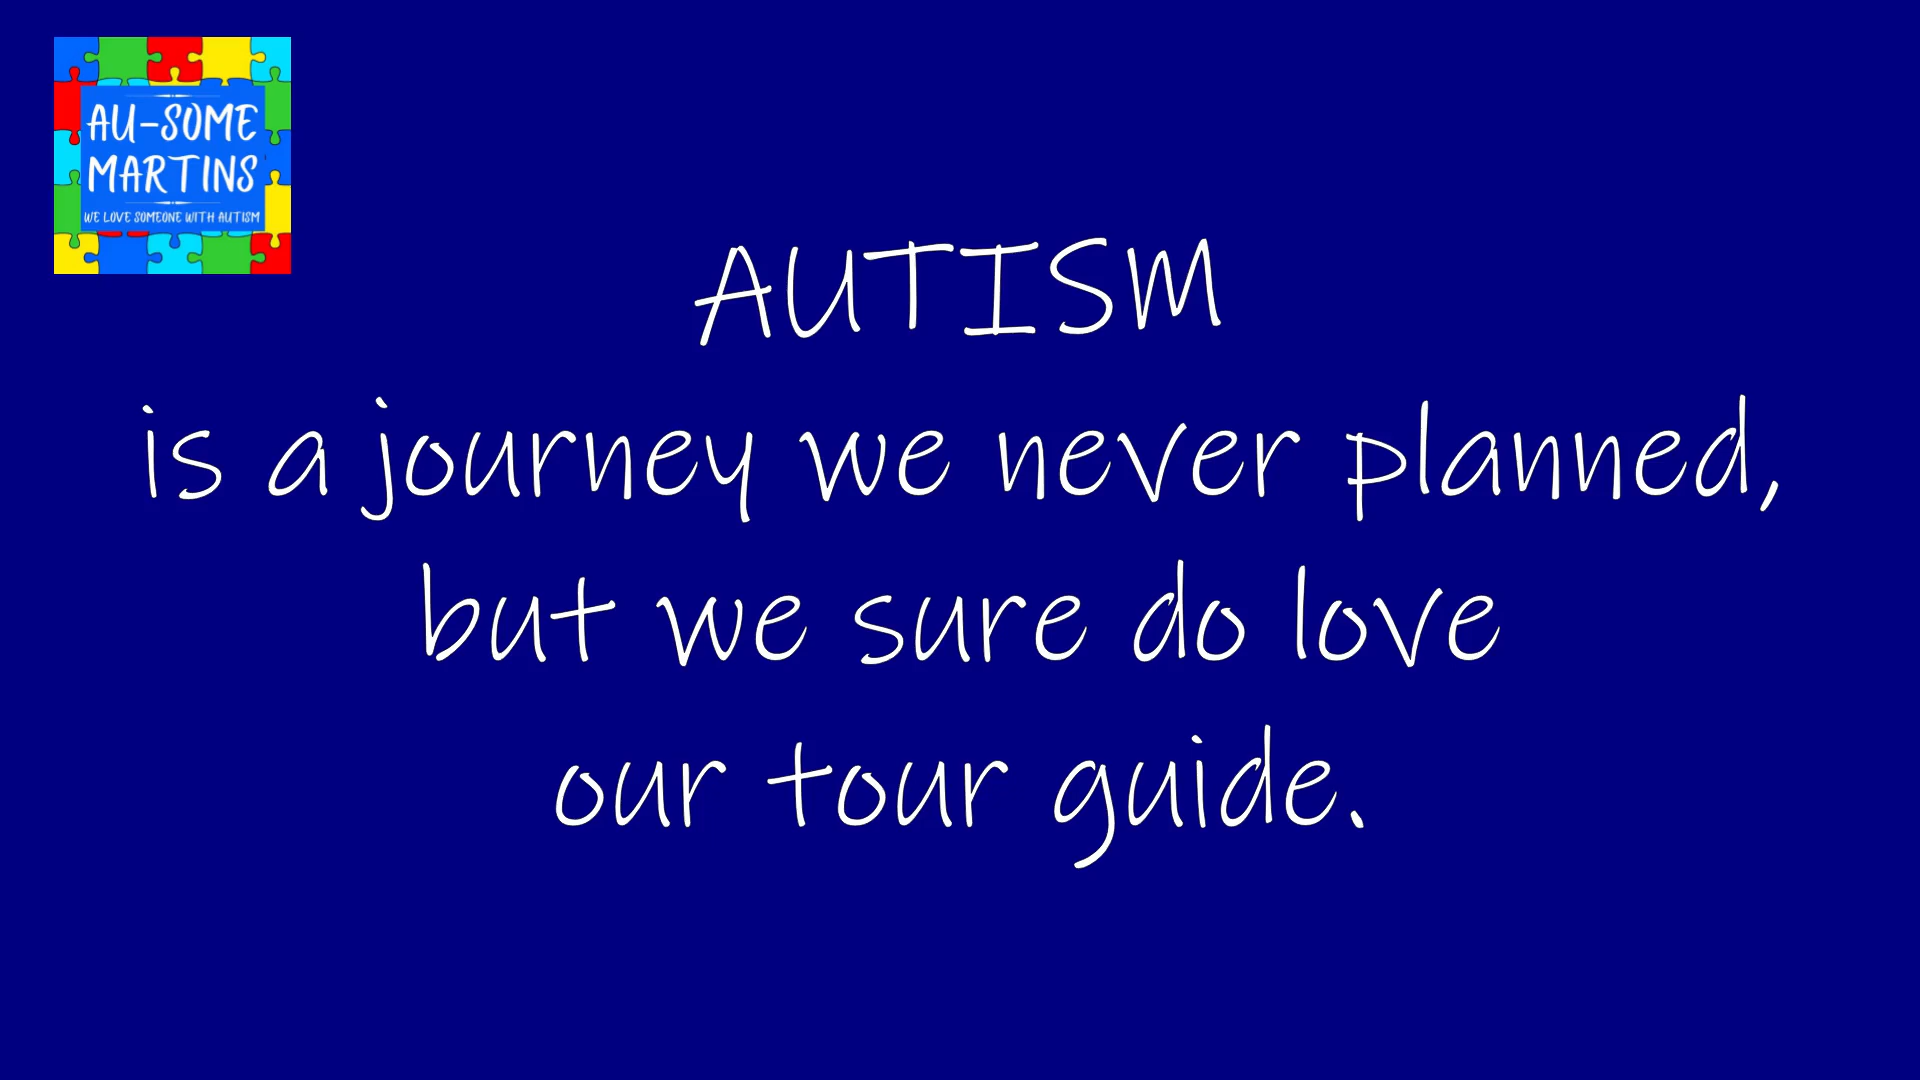 AU-SOME
MARTINS
WE LOVE SOMEONE WITH AUTISM
AUTISM
is a journey we never planned,
but we sure do love
our tour guide.